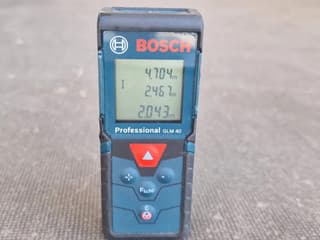 BOSCH
4.704m
2.467m
2.043m
Professional GLM 40
Func
C